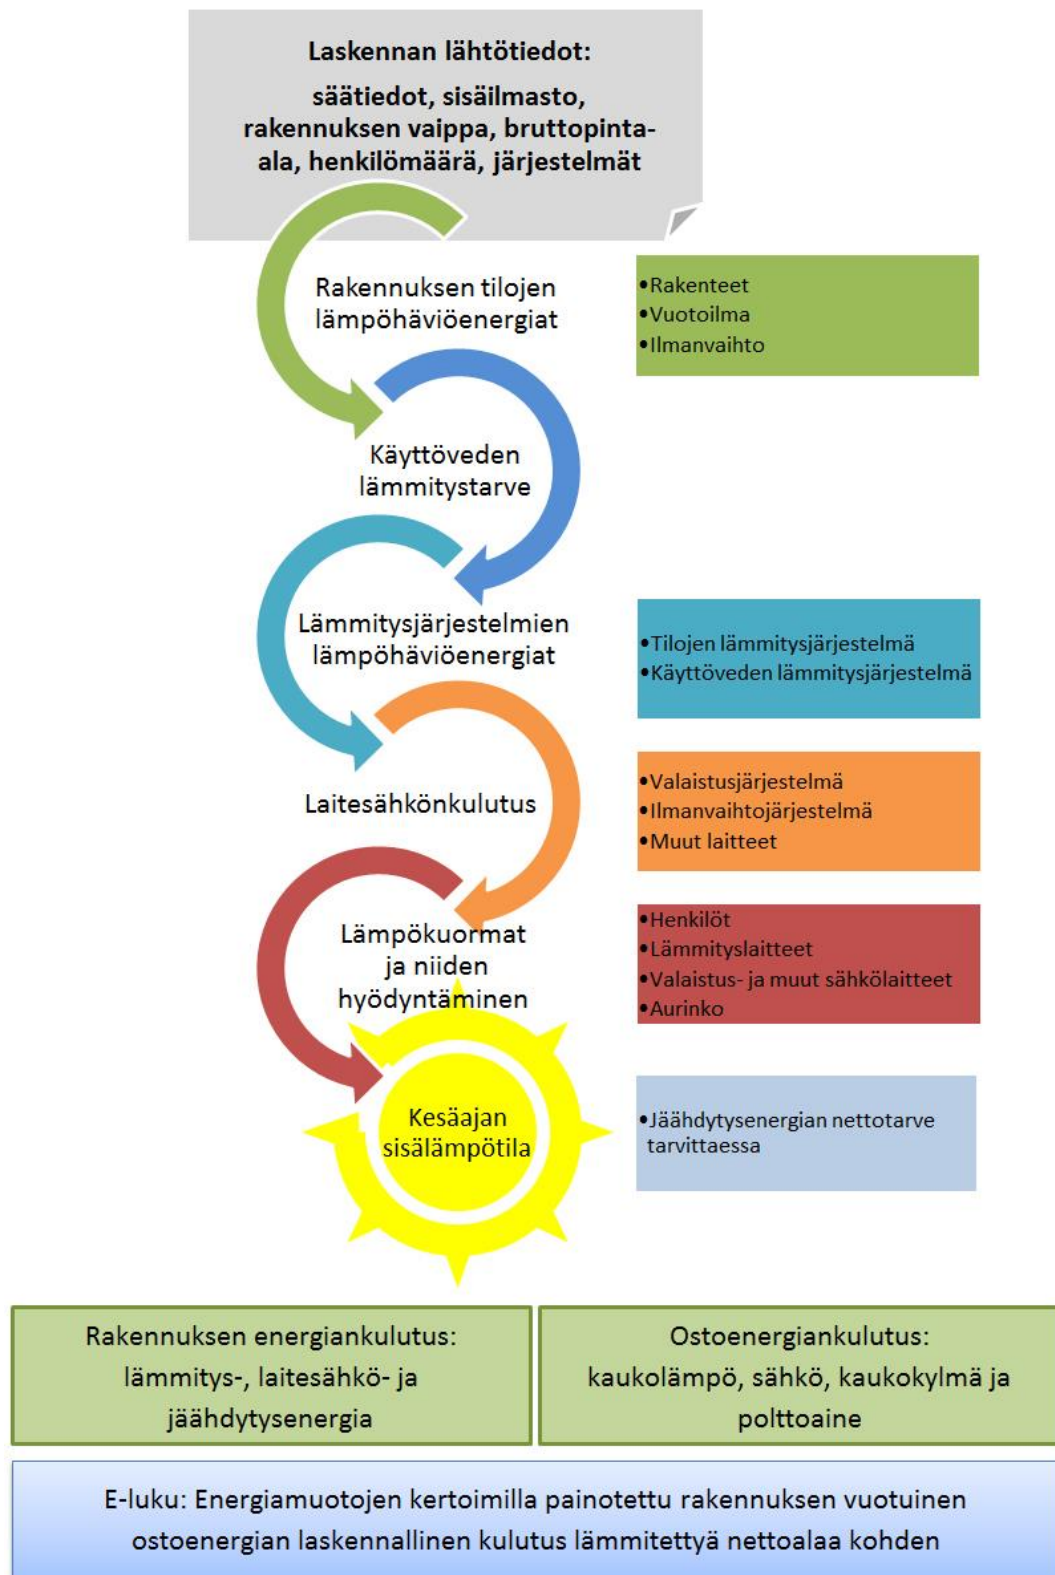 Laskennan lähtötiedot:
säätiedot, sisäilmasto,
rakennuksen vaippa, bruttopinta-
ala, henkilömäärä, järjestelmät
Rakennuksen tilojen
lämpöhäviöenergiat
•Rakenteet
•Vuotoilma
•Ilmanvaihto
Käyttöveden
lämmitystarve
Lämmitysjärjestelmien
lämpöhäviöenergiat
•Tilojen lämmitysjärjestelmä
•Käyttöveden lämmitysjärjestelmä
Laitesähkönkulutus
•Valaistusjärjestelmä
•Ilmanvaihtojärjestelmä
•Muut laitteet
Lämpökuormat
ja niiden
hyödyntäminen
•Henkilöt
•Lämmityslaitteet
•Valaistus- ja muut sähkölaitteet
•Aurinko
Kesäajan
sisälämpötila
•Jäähdytysenergian nettotarve
tarvittaessa
Rakennuksen energiankulutus:
lämmitys-, laitesähkö- ja
jäähdytysenergia
Ostoenergiankulutus:
kaukolämpö, sähkö, kaukokylmä ja
polttoaine
E-luku: Energiamuotojen kertoimilla painotettu rakennuksen vuotuinen
ostoenergian laskennallinen kulutus lämmitettyä nettoalaa kohden